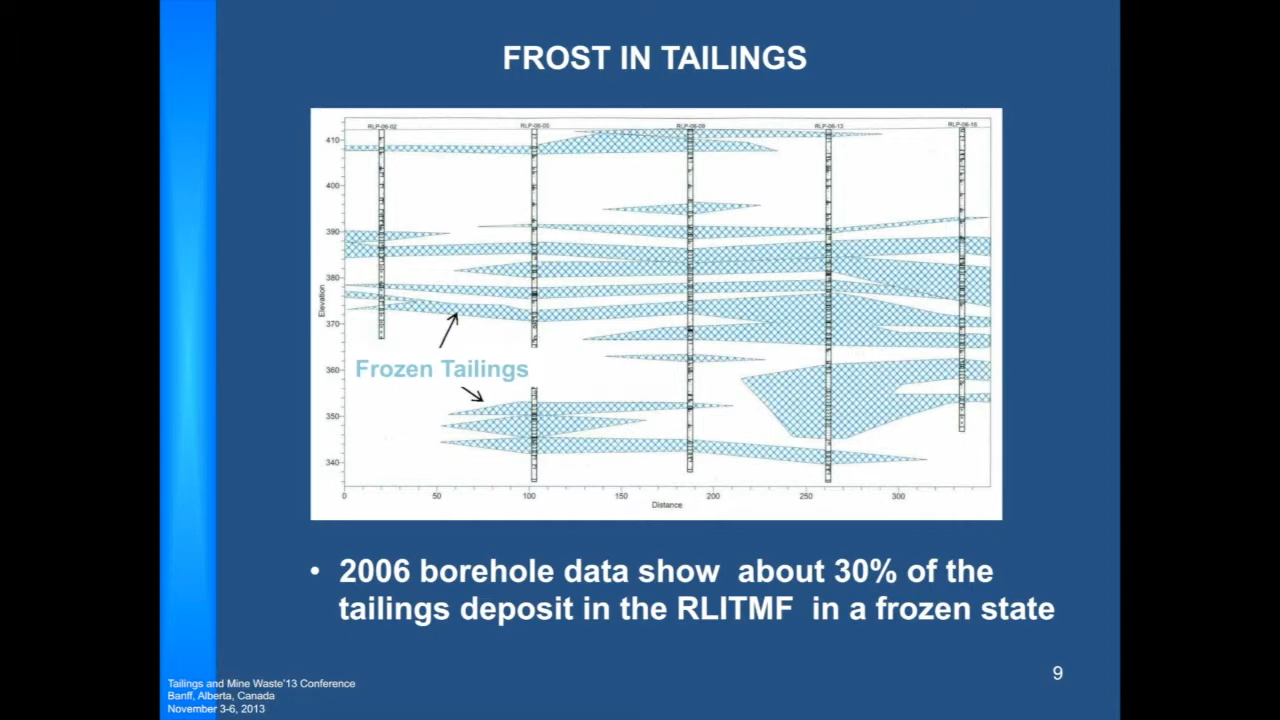 FROST IN TAILINGS
RLP-06-02 RLP-06-05 RLP-06-09 RLP-06-13 RLP-06-16
410
400
390
380
370
360
350
340
Elevation
Frozen Tailings
0 50 100 150 200 250 300
Distance
• 2006 borehole data show about 30% of the
tailings deposit in the RLITMF in a frozen state
9
Tailings and Mine Waste'13 Conference
Banff, Alberta, Canada
November 3-6, 2013